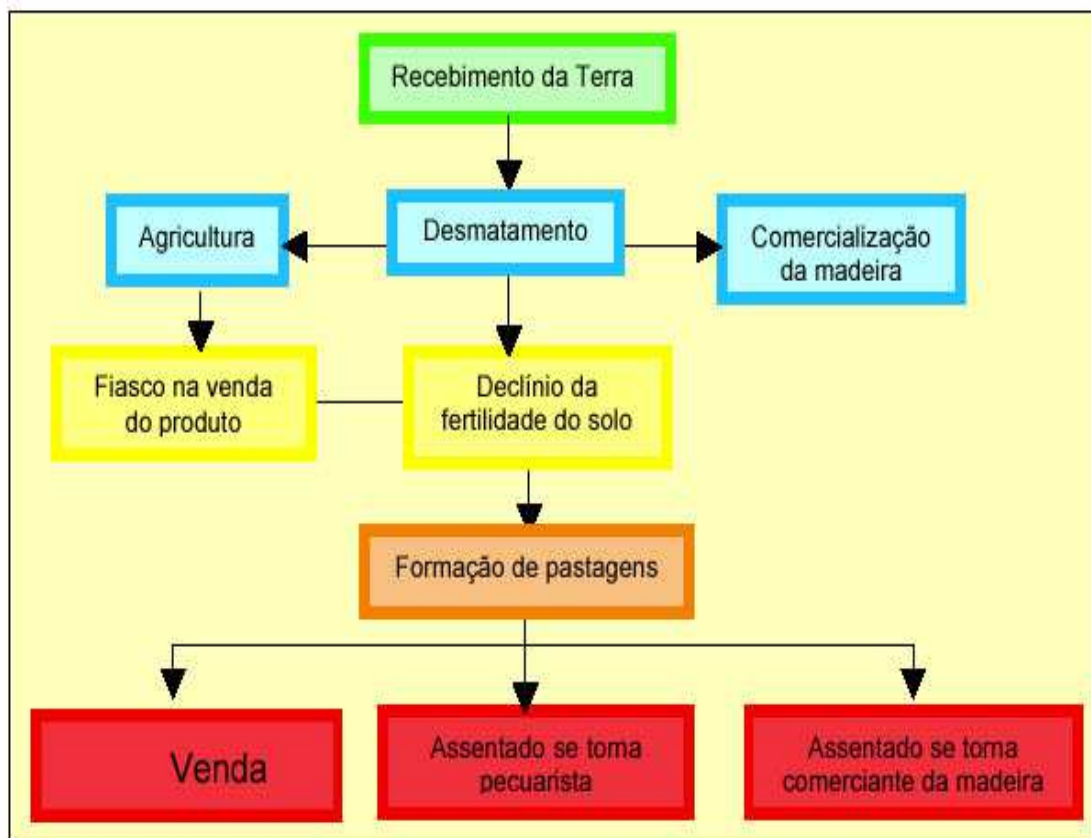 Recebimento da Terra
Agricultura
Desmatamento
Comercialização
da madeira
Fiasco na venda
do produto
Declínio da
fertilidade do solo
Formação de pastagens
Venda
Assentado se torna
pecuarista
Assentado se torna
comerciante da madeira